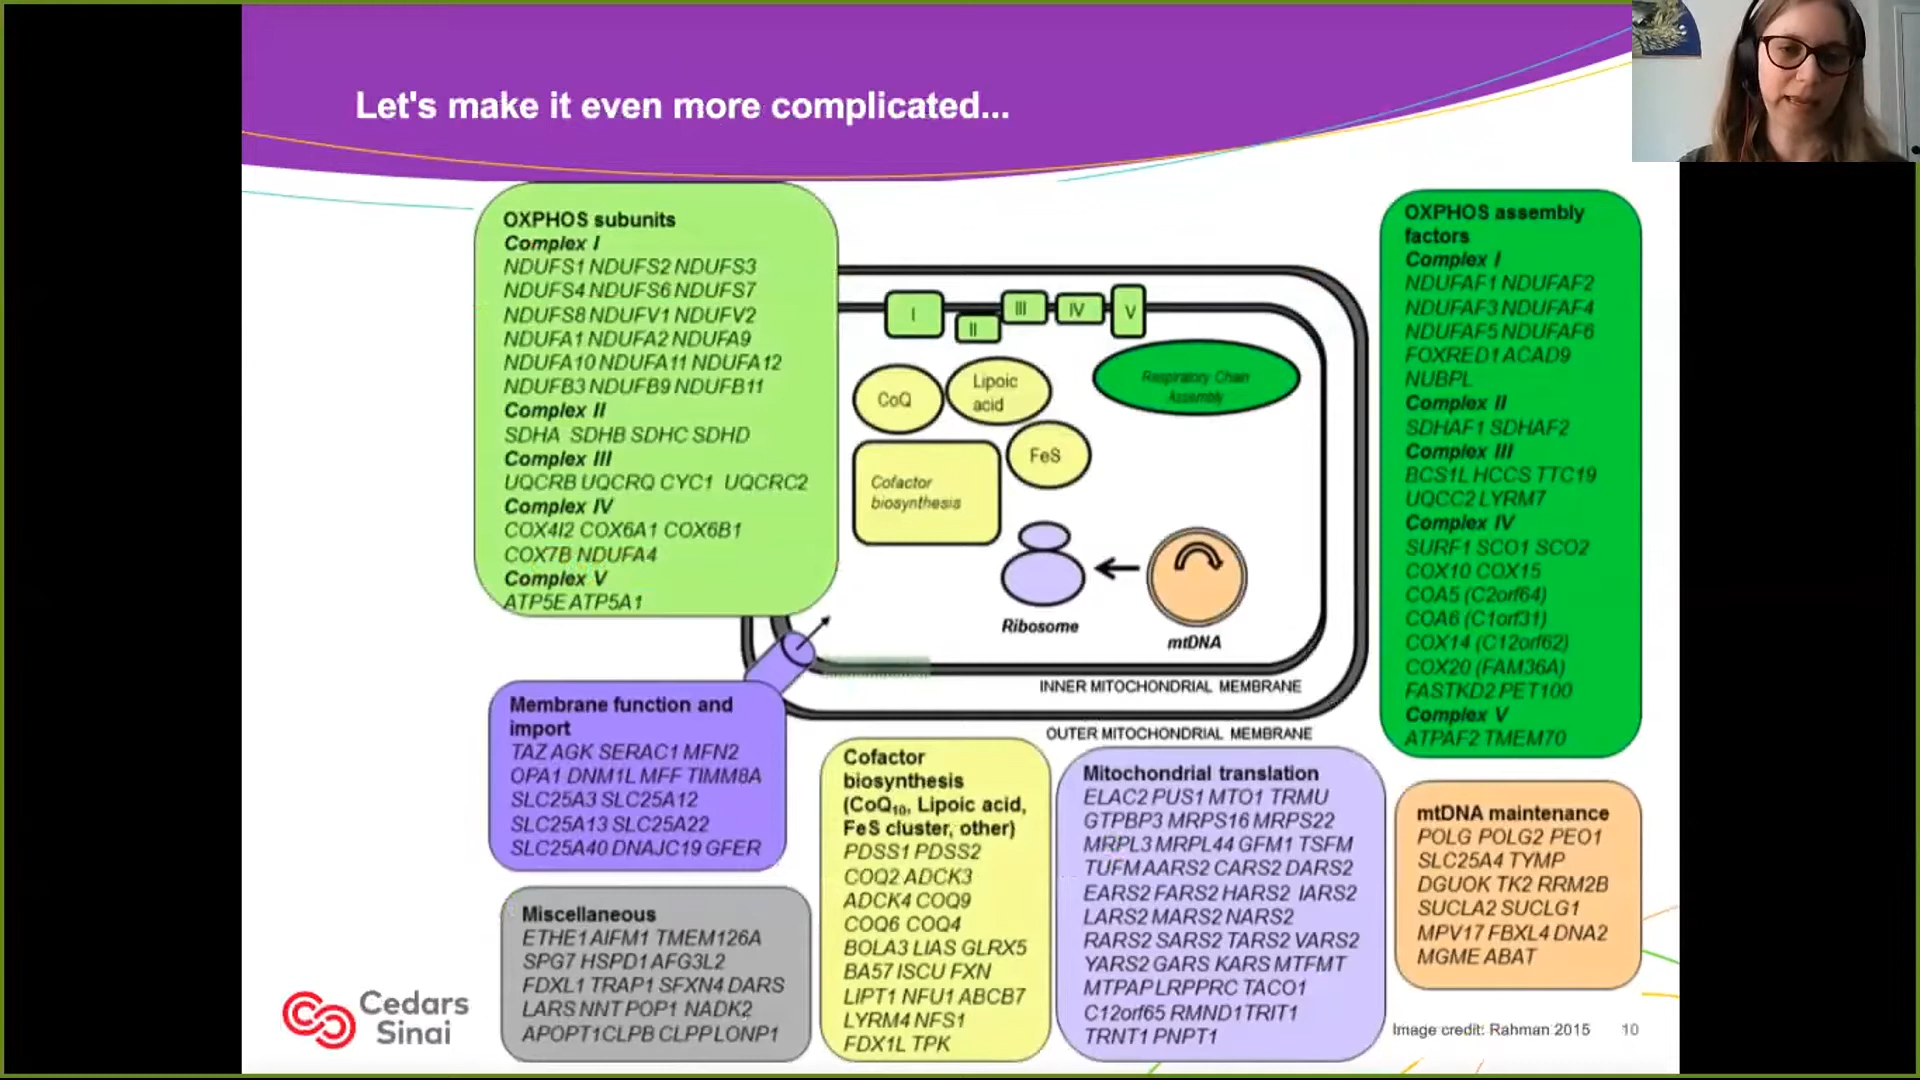 Let's make it even more complicated...
OXPHOS subunits
Complex I
NDUFS1 NDUFS2 NDUFS3
NDUFS4 NDUFS6 NDUFS7
NDUFS8 NDUFV1 NDUFV2
NDUFA1 NDUFA2 NDUFA9
NDUFA10 NDUFA11 NDUFA12
NDUFB3 NDUFB9 NDUFB11
Complex II
SDHA SDHB SDHC SDHD
Complex III
UQCRB UQCRQ CYC1 UQCRC2
Complex IV
COX4I2 COX6A1 COX6B1
COX7B NDUFA4
Complex V
ATP5E ATP5A1
I
II
III
IV
V
CoQ
Lipoic
acid
FeS
Cofactor
biosynthesis
Respiratory Chain
Assembly
Ribosome
mtDNA
INNER MITOCHONDRIAL MEMBRANE
OUTER MITOCHONDRIAL MEMBRANE
OXPHOS assembly
factors
Complex I
NDUFAF1 NDUFAF2
NDUFAF3 NDUFAF4
NDUFAF5 NDUFAF6
FOXRED1 ACAD9
NUBPL
Complex II
SDHAF1 SDHAF2
Complex III
BCS1L HCCS TTC19
UQCC2 LYRM7
Complex IV
SURF1 SCO1 SCO2
COX10 COX15
COA5 (C2orf64)
COA6 (C1orf31)
COX14 (C12orf62)
COX20 (FAM36A)
FASTKD2 PET100
Complex V
ATPAF2 TMEM70
Membrane function and
import
TAZ AGK SERAC1 MFN2
OPA1 DNM1L MFF TIMM8A
SLC25A3 SLC25A12
SLC25A13 SLC25A22
SLC25A40 DNAJC19 GFER
Miscellaneous
ETHE1 AIFM1 TMEM126A
SPG7 HSPD1 AFG3L2
FDXL1 TRAP1 SFXN4 DARS
LARS NNT POP1 NADK2
APOPT1 CLPB CLPP LONP1
Cofactor
biosynthesis
(CoQ10, Lipoic acid,
FeS cluster, other)
PDSS1 PDSS2
COQ2 ADCK3
ADCK4 COQ9
COQ6 COQ4
BOLA3 LIAS GLRX5
BA57 ISCU FXN
LIPT1 NFU1 ABCB7
LYRM4 NFS1
FDX1L TPK
Mitochondrial translation
ELAC2 PUS1 MTO1 TRMU
GTPBP3 MRPS16 MRPS22
MRPL3 MRPL44 GFM1 TSFM
TUFM AARS2 CARS2 DARS2
EARS2 FARS2 HARS2 IARS2
LARS2 MARS2 NARS2
RARS2 SARS2 TARS2 VARS2
YARS2 GARS KARS MTFMT
MTPAP LRPPRC TACO1
C12orf65 RMND1 TRIT1
TRNT1 PNPT1
mtDNA maintenance
POLG POLG2 PEO1
SLC25A4 TYMP
DGUOK TK2 RRM2B
SUCLA2 SUCLG1
MPV17 FBXL4 DNA2
MGME ABAT
Cedars
Sinai
Image credit: Rahman 2015 10